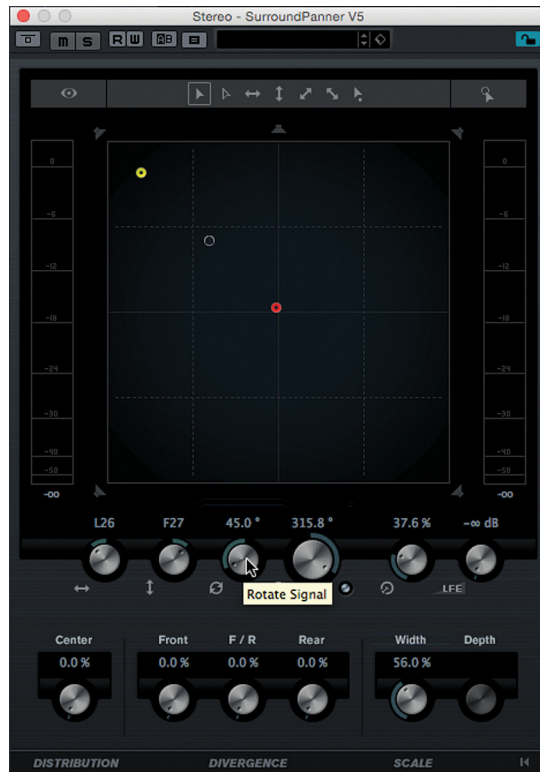 Stereo - SurroundPanner V5
m S R W AB
0 0
-6 -6
-12 -12
-18 -18
-24 -24
-30 -30
-40 -40
-50 -50
-∞ -∞
L26 F27 45.0 ° 315.8 ° 37.6 % -∞ dB
LFE
Rotate Signal
Center Front F / R Rear Width Depth
0.0 % 0.0 % 0.0 % 0.0 % 56.0 %
DISTRIBUTION DIVERGENCE SCALE